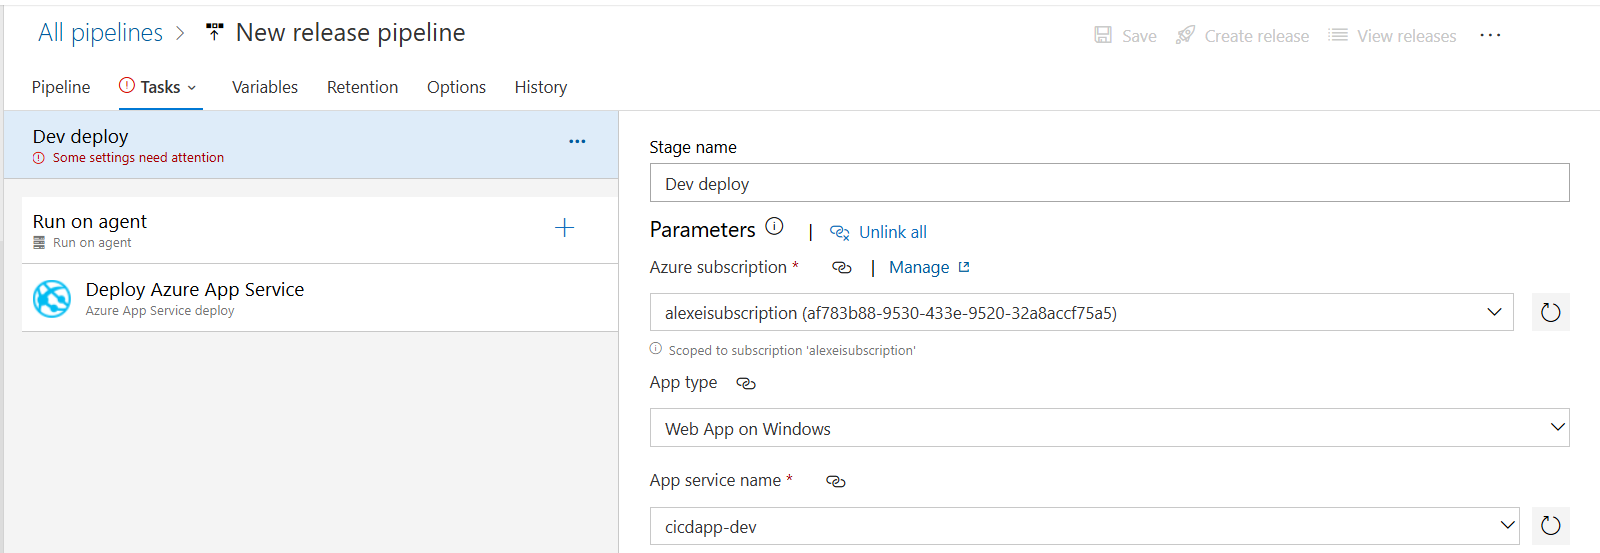 All pipelines > New release pipeline
Save Create release View releases ...
Pipeline Tasks Variables Retention Options History
Dev deploy
Some settings need attention
Run on agent
Run on agent
Deploy Azure App Service
Azure App Service deploy
Stage name
Dev deploy
Parameters | Unlink all
Azure subscription * | Manage
alexeisubscription (af783b88-9530-433e-9520-32a8accf75a5)
Scoped to subscription 'alexeisubscription'
App type
Web App on Windows
App service name *
cicdapp-dev